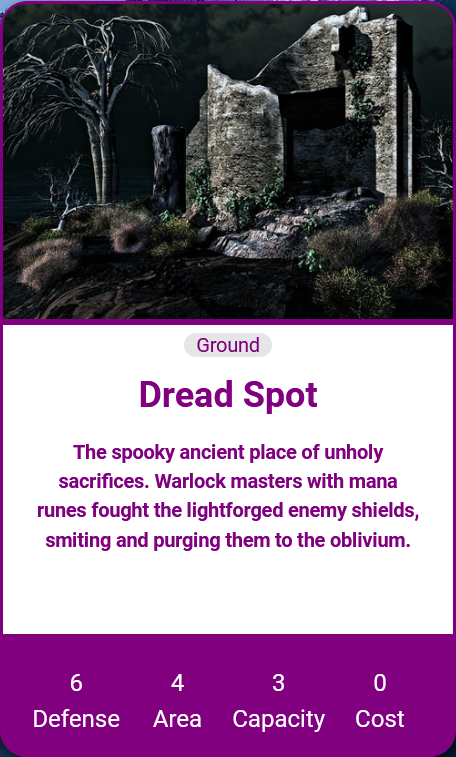 Ground
Dread Spot
The spooky ancient place of unholy
sacrifices. Warlock masters with mana
runes fought the lightforged enemy shields,
smiting and purging them to the oblivion.
6 4 3 0
Defense Area Capacity Cost